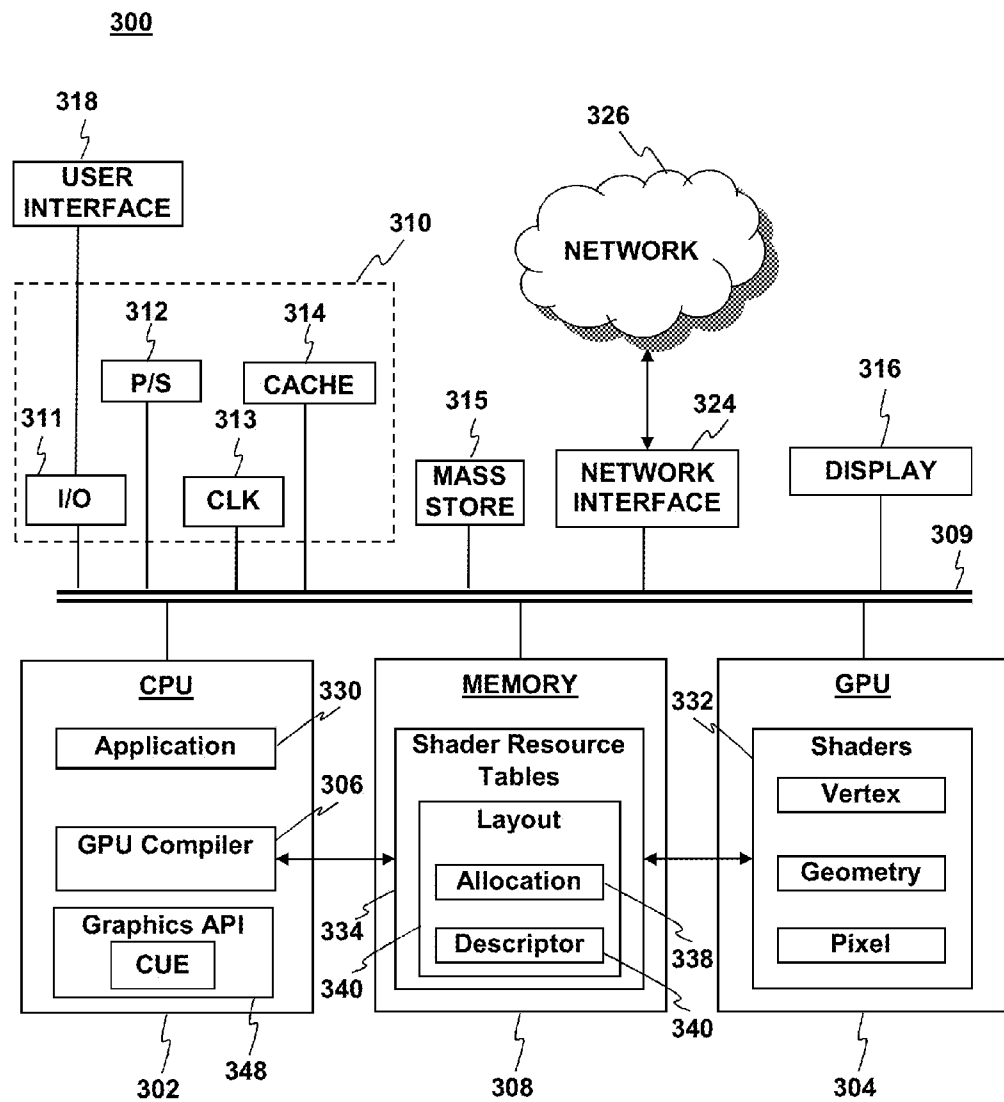 300
318
326
USER
INTERFACE
310
NETWORK
312
314
P/S
CACHE
316
315
324
311
313
MASS
STORE
NETWORK
INTERFACE
DISPLAY
I/O
CLK
309
CPU
MEMORY
GPU
330
332
Application
Shader Resource
Tables
Shaders
306
Vertex
Layout
GPU Compiler
Allocation
Geometry
Graphics API
334
Descriptor
Pixel
CUE
338
340
340
302
348
308
304